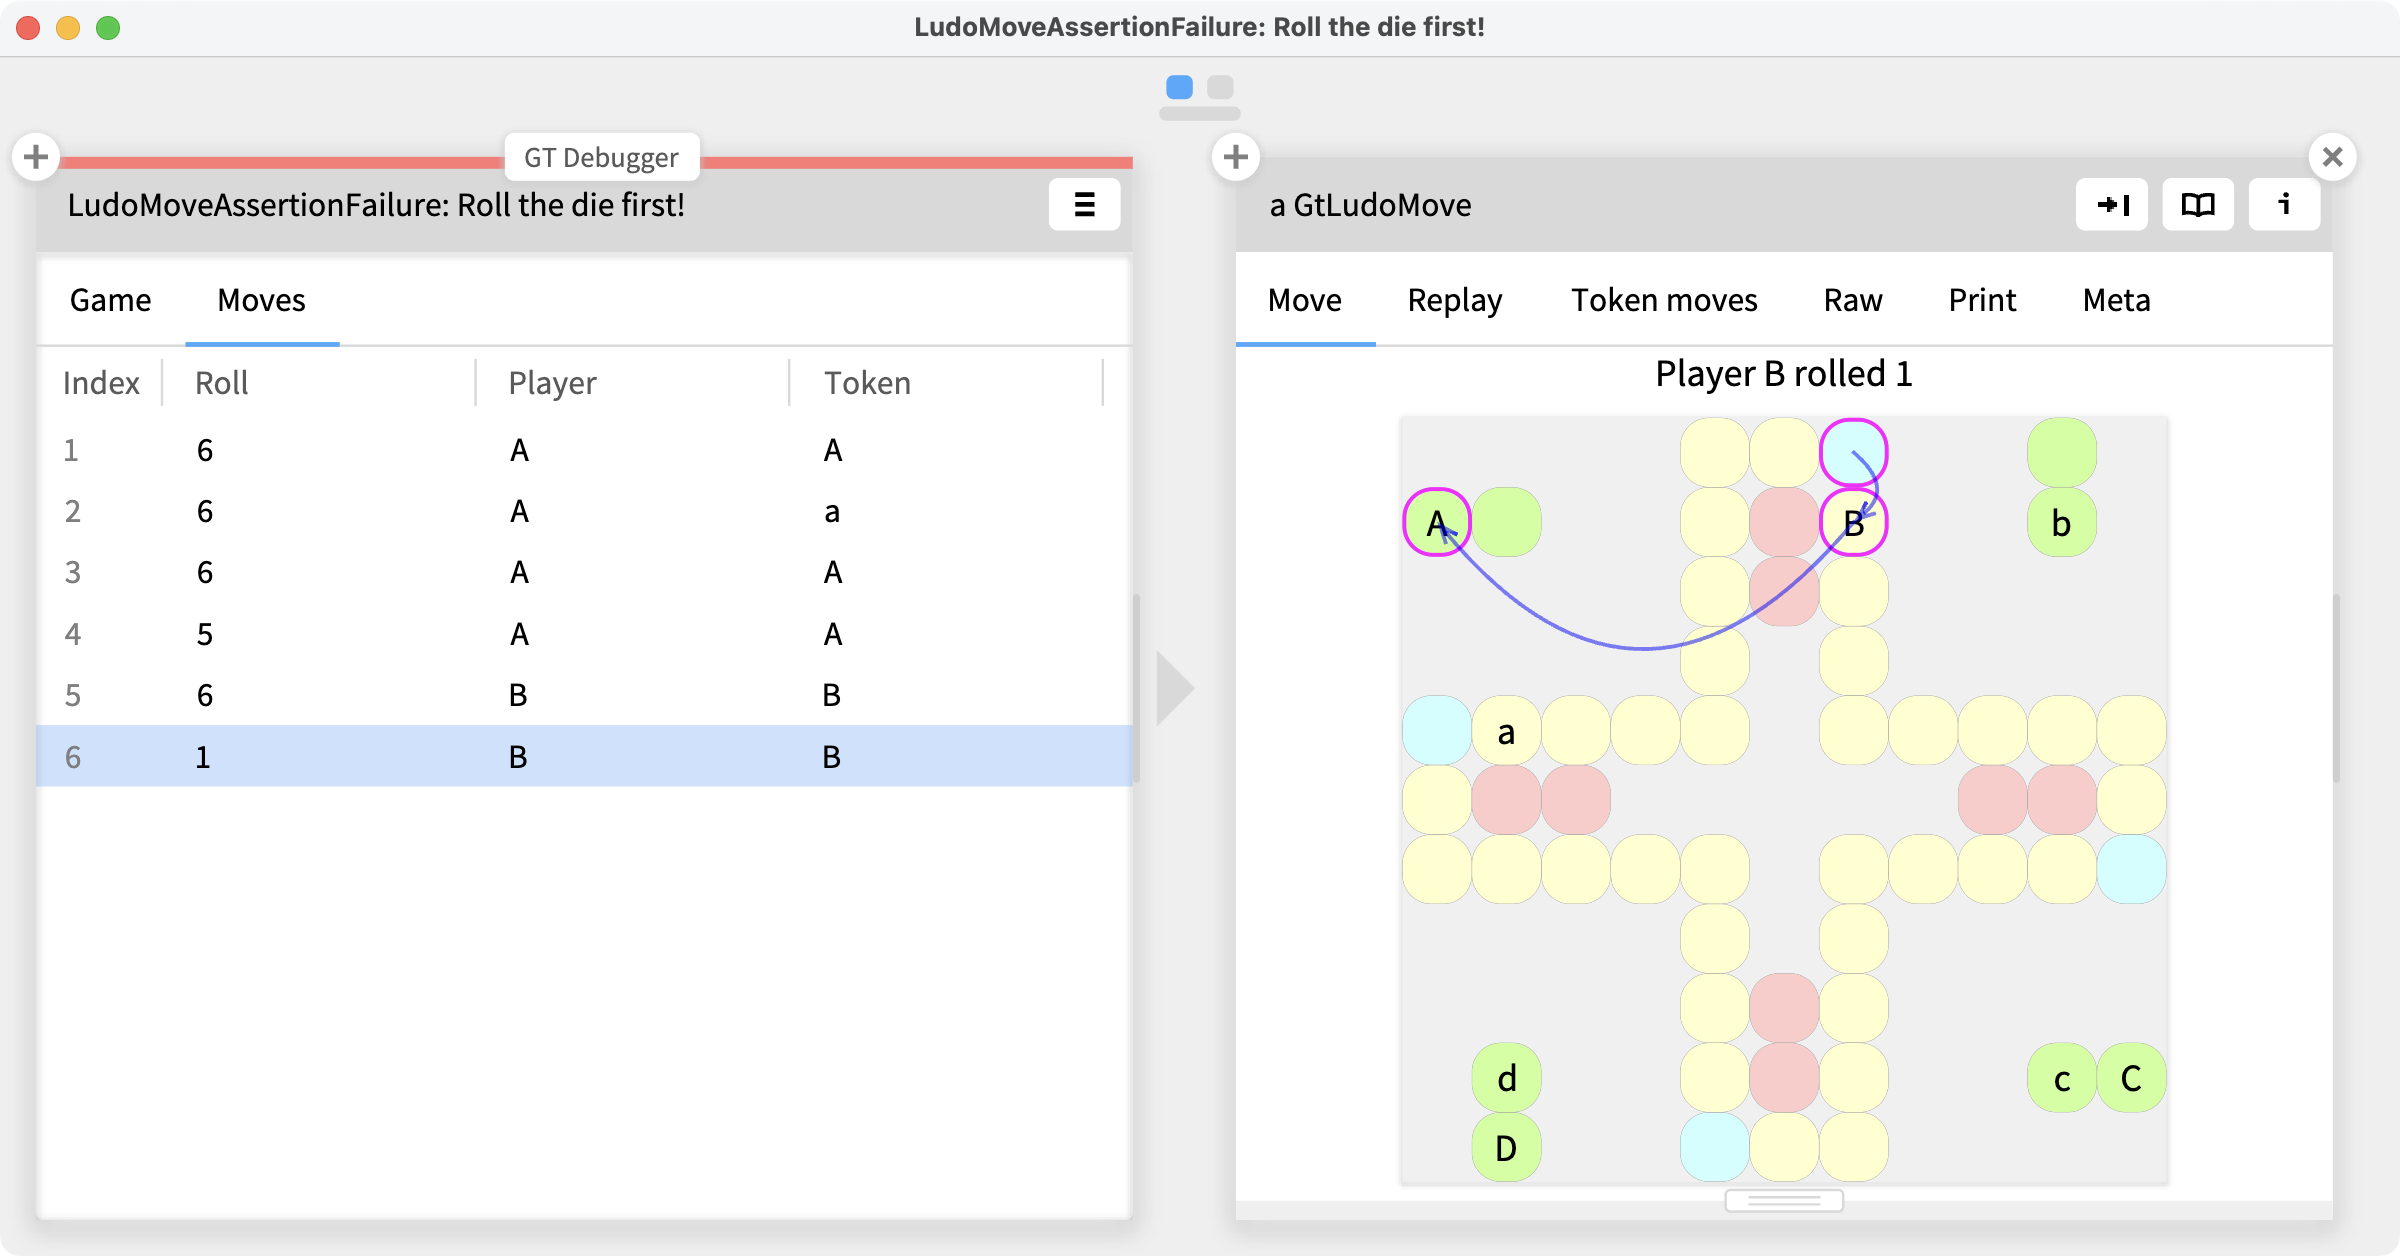 LudoMoveAssertionFailure: Roll the die first!
GT Debugger
LudoMoveAssertionFailure: Roll the die first!
Game Moves
Index Roll Player Token
1 6 A A
2 6 A a
3 6 A A
4 5 A A
5 6 B B
6 1 B B
a GtLudoMove
i
Move Replay Token moves Raw Print Meta
Player B rolled 1
A B b
a
d c C
D